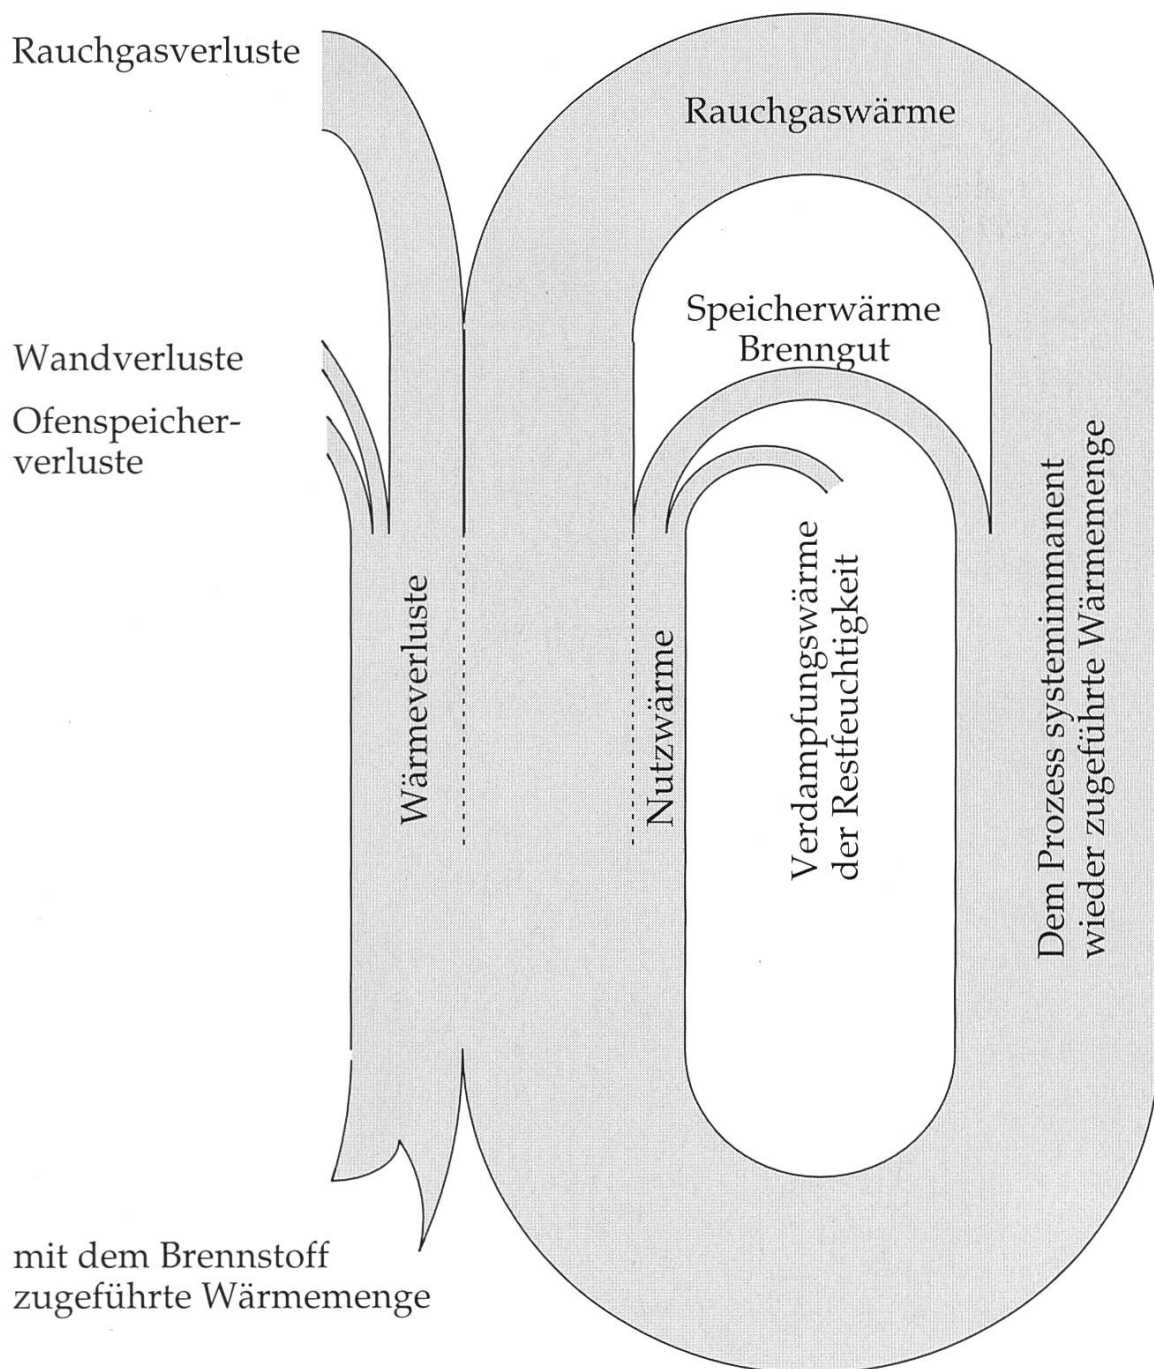 Rauchgasverluste
Rauchgaswärme
Speicherwärme
Brenngut
Wandverluste
Ofenspeicher-
verluste
Wärmeverluste
Nutzwärme
Verdampfungswärme
der Restfeuchtigkeit
Dem Prozess systemimmanent
wieder zugeführte Wärmemenge
mit dem Brennstoff
zugeführte Wärmemenge